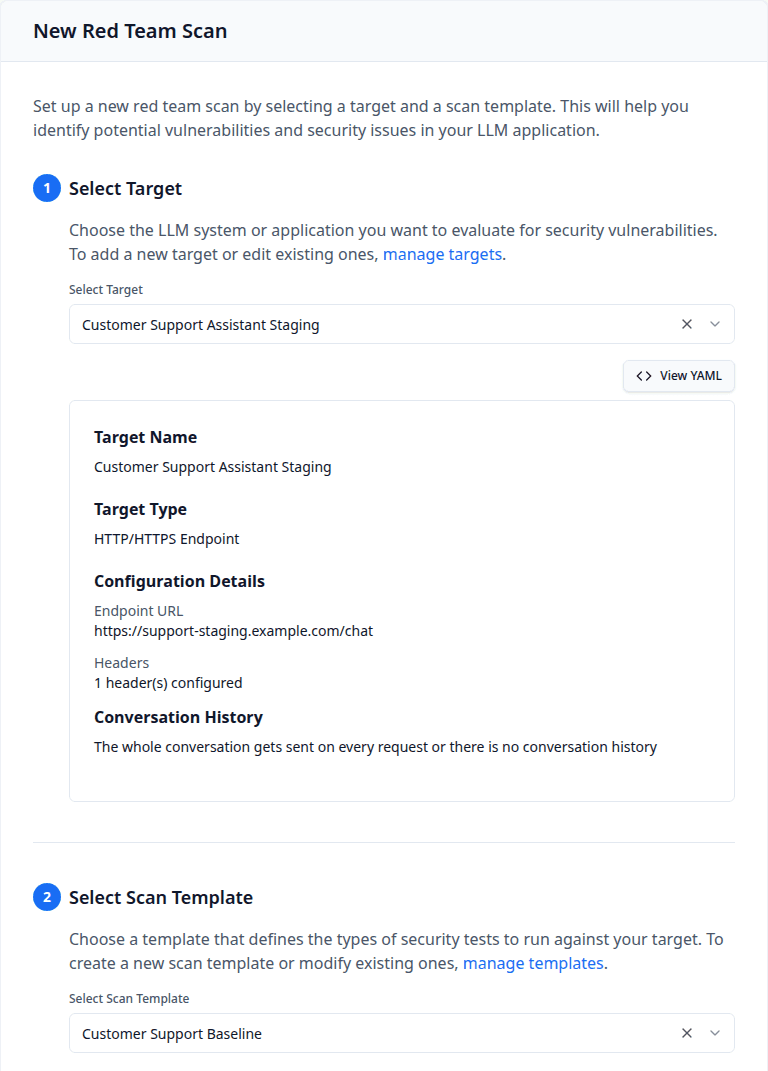 New Red Team Scan
Set up a new red team scan by selecting a target and a scan template. This will help you
identify potential vulnerabilities and security issues in your LLM application.
1 Select Target
Choose the LLM system or application you want to evaluate for security vulnerabilities.
To add a new target or edit existing ones, manage targets.
Select Target
Customer Support Assistant Staging
View YAML
Target Name
Customer Support Assistant Staging
Target Type
HTTP/HTTPS Endpoint
Configuration Details
Endpoint URL
https://support-staging.example.com/chat
Headers
1 header(s) configured
Conversation History
The whole conversation gets sent on every request or there is no conversation history
2 Select Scan Template
Choose a template that defines the types of security tests to run against your target. To
create a new scan template or modify existing ones, manage templates.
Select Scan Template
Customer Support Baseline